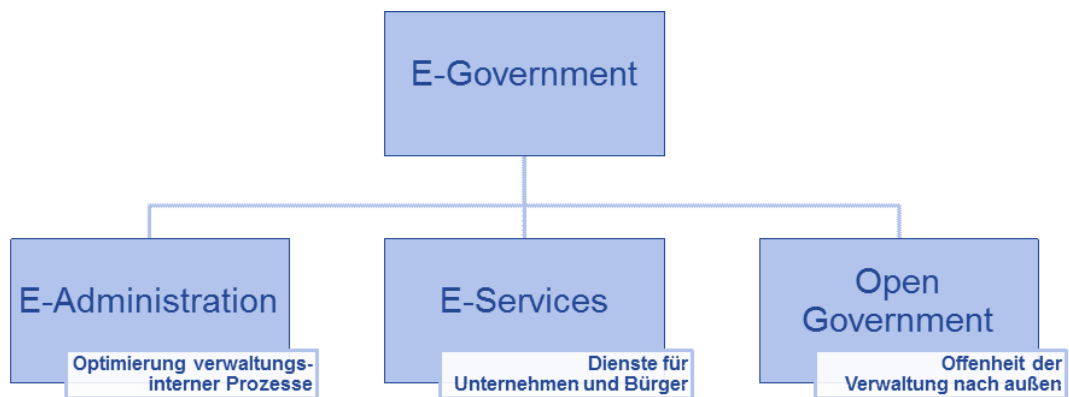 E-Government
E-Administration
Optimierung verwaltungs-
interner Prozesse
E-Services
Dienste für
Unternehmen und Bürger
Open
Government
Offenheit der
Verwaltung nach außen